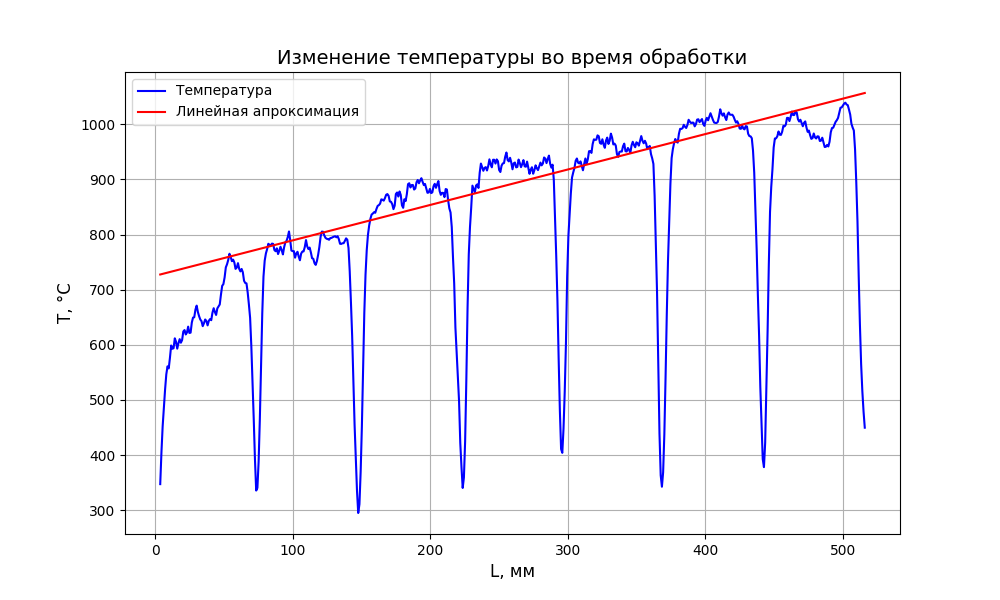 Изменение температуры во время обработки
Температура
Линейная апроксимация
T, °C
1000
900
800
700
600
500
400
300
0 100 200 300 400 500
L, мм